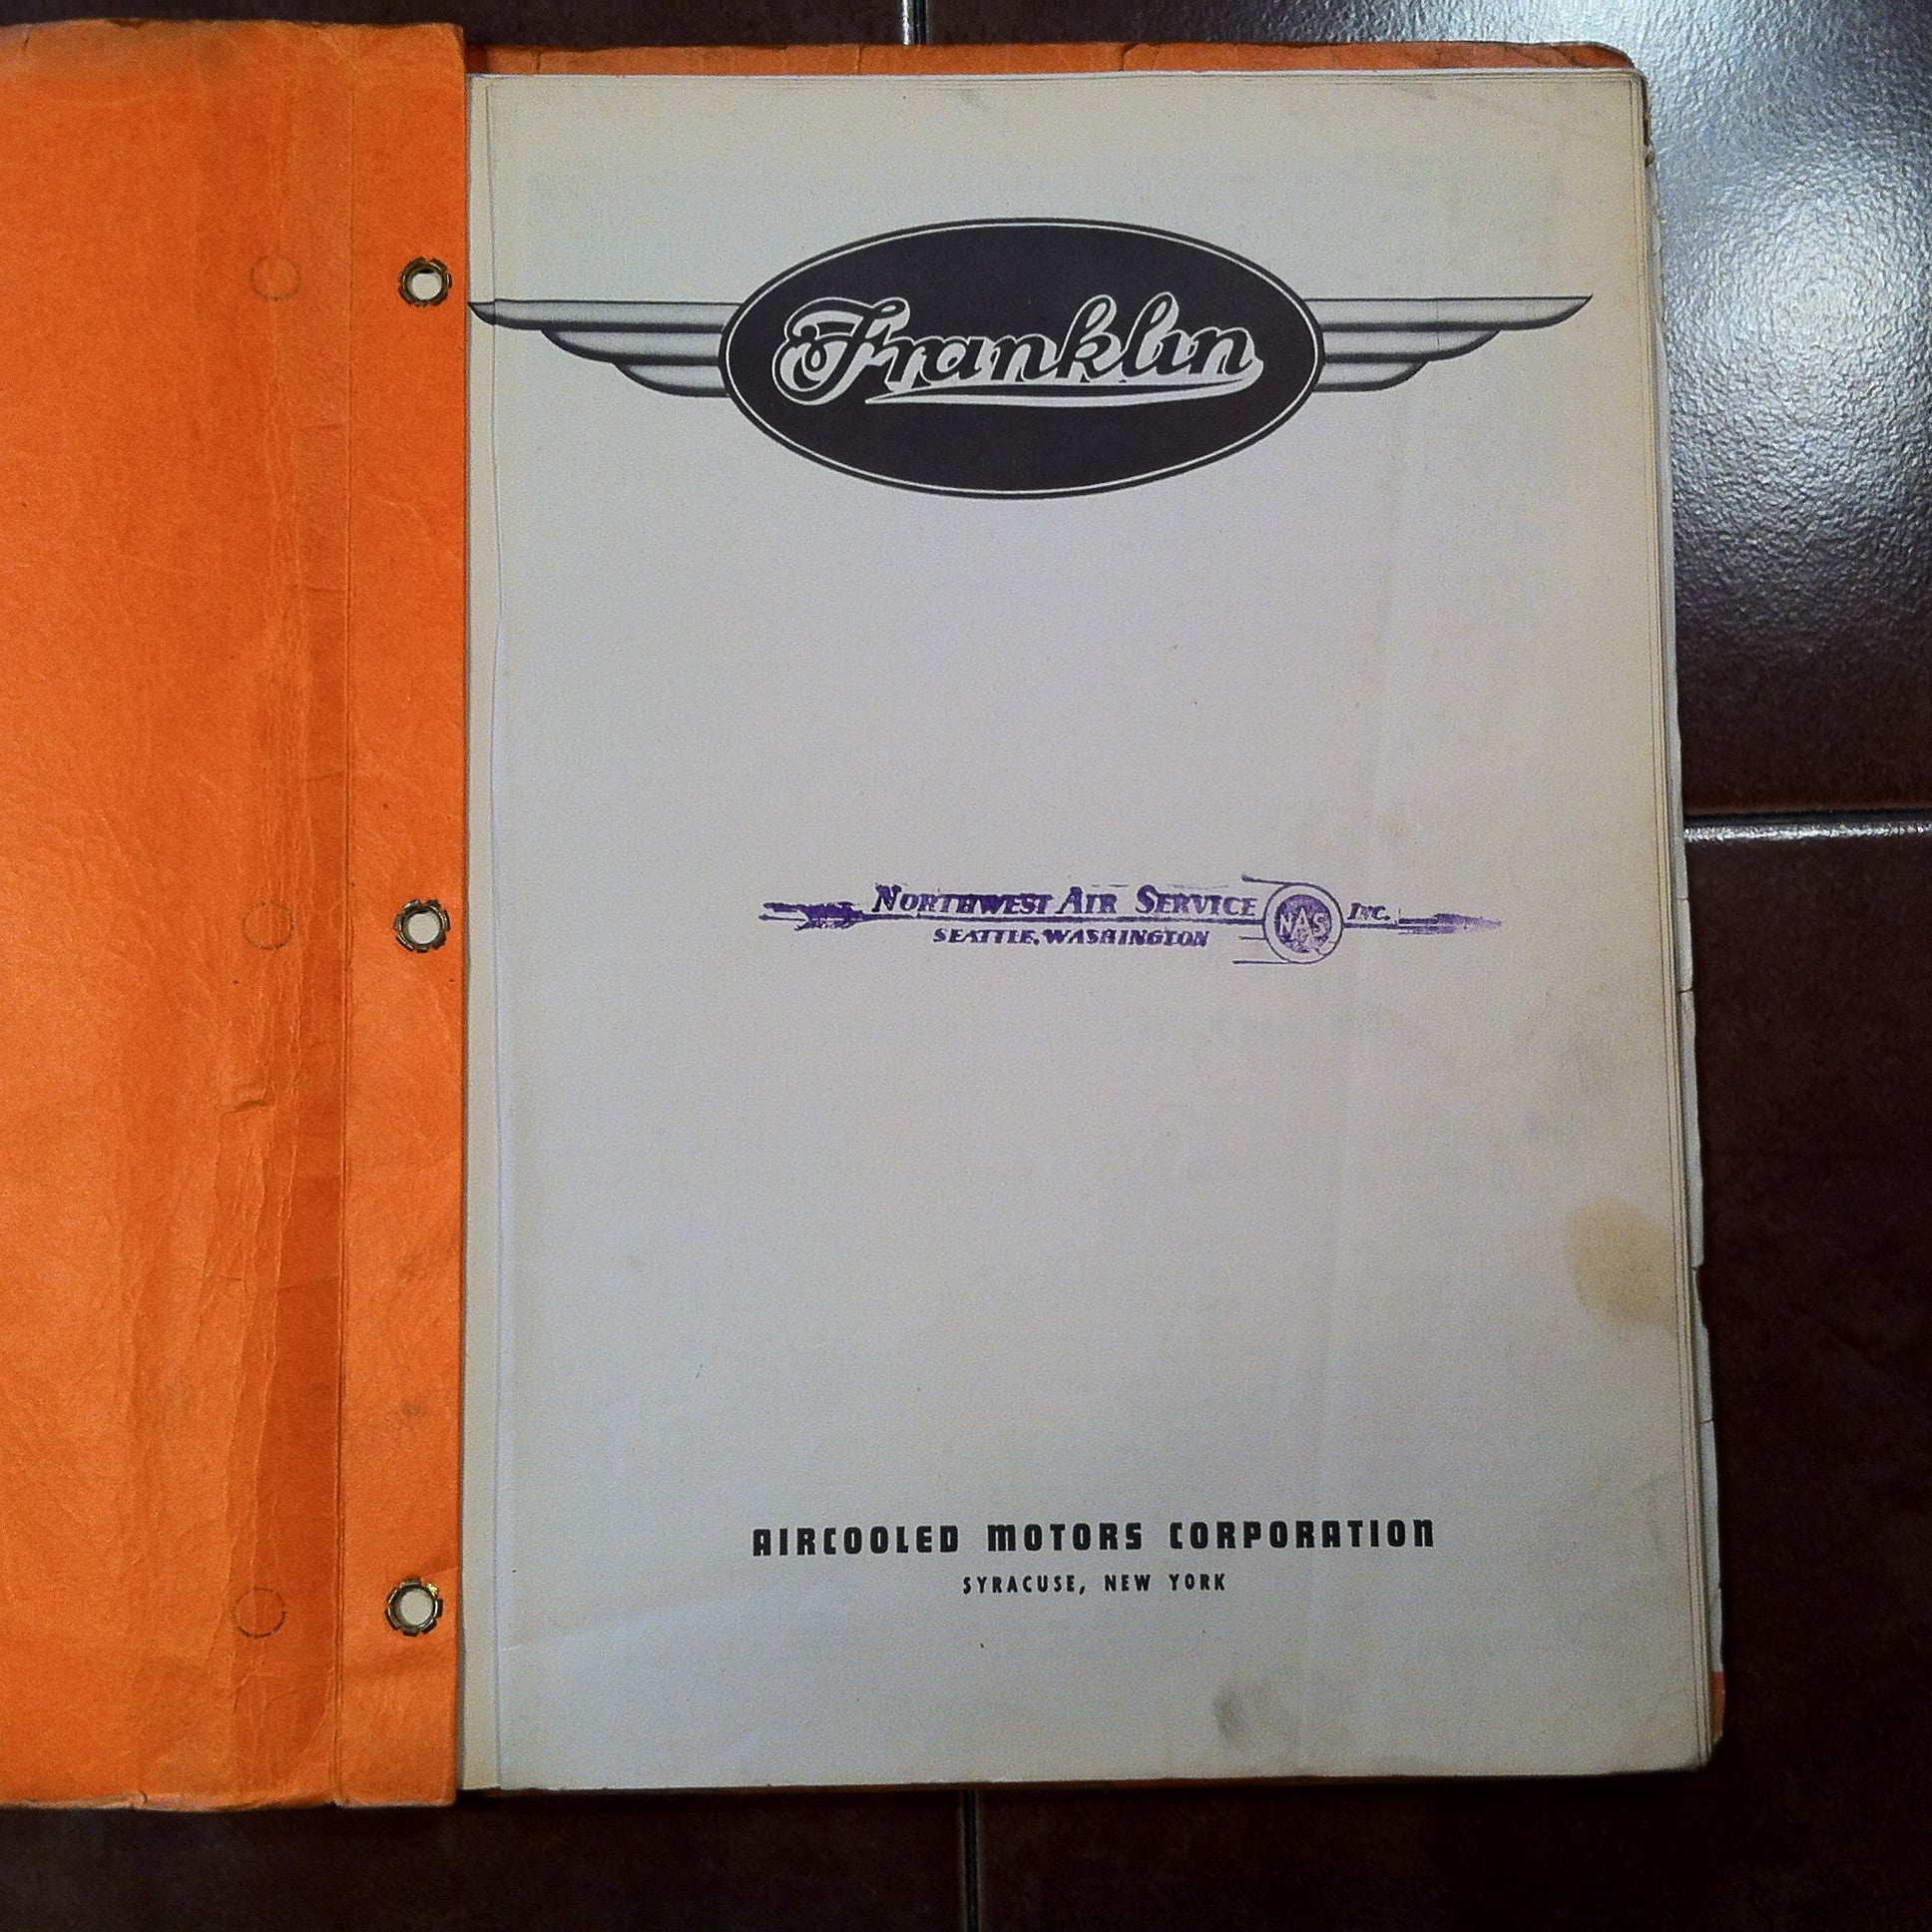 Franklin
NORTHWEST AIR SERVICE NAS INC.
SEATTLE, WASHINGTON
AIRCOOLED MOTORS CORPORATION
SYRACUSE, NEW YORK